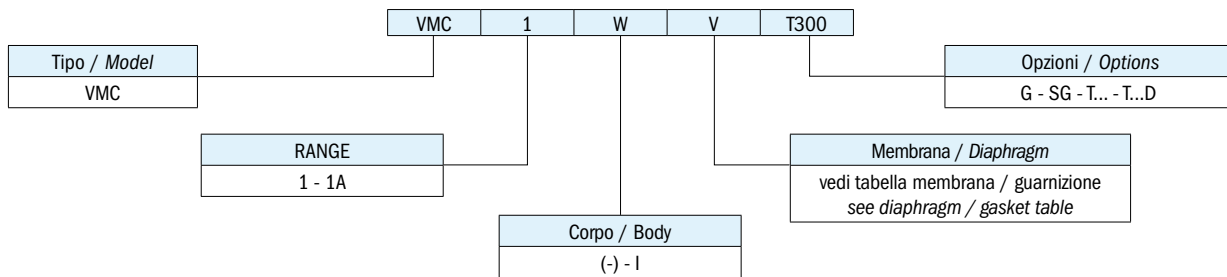 VMC 1 W V T300
Tipo / Model
VMC
Opzioni / Options
G - SG - T... - T...D
RANGE
1 - 1A
Membrana / Diaphragm
vedi tabella membrana / guarnizione
see diaphragm / gasket table
Corpo / Body
(-) - I